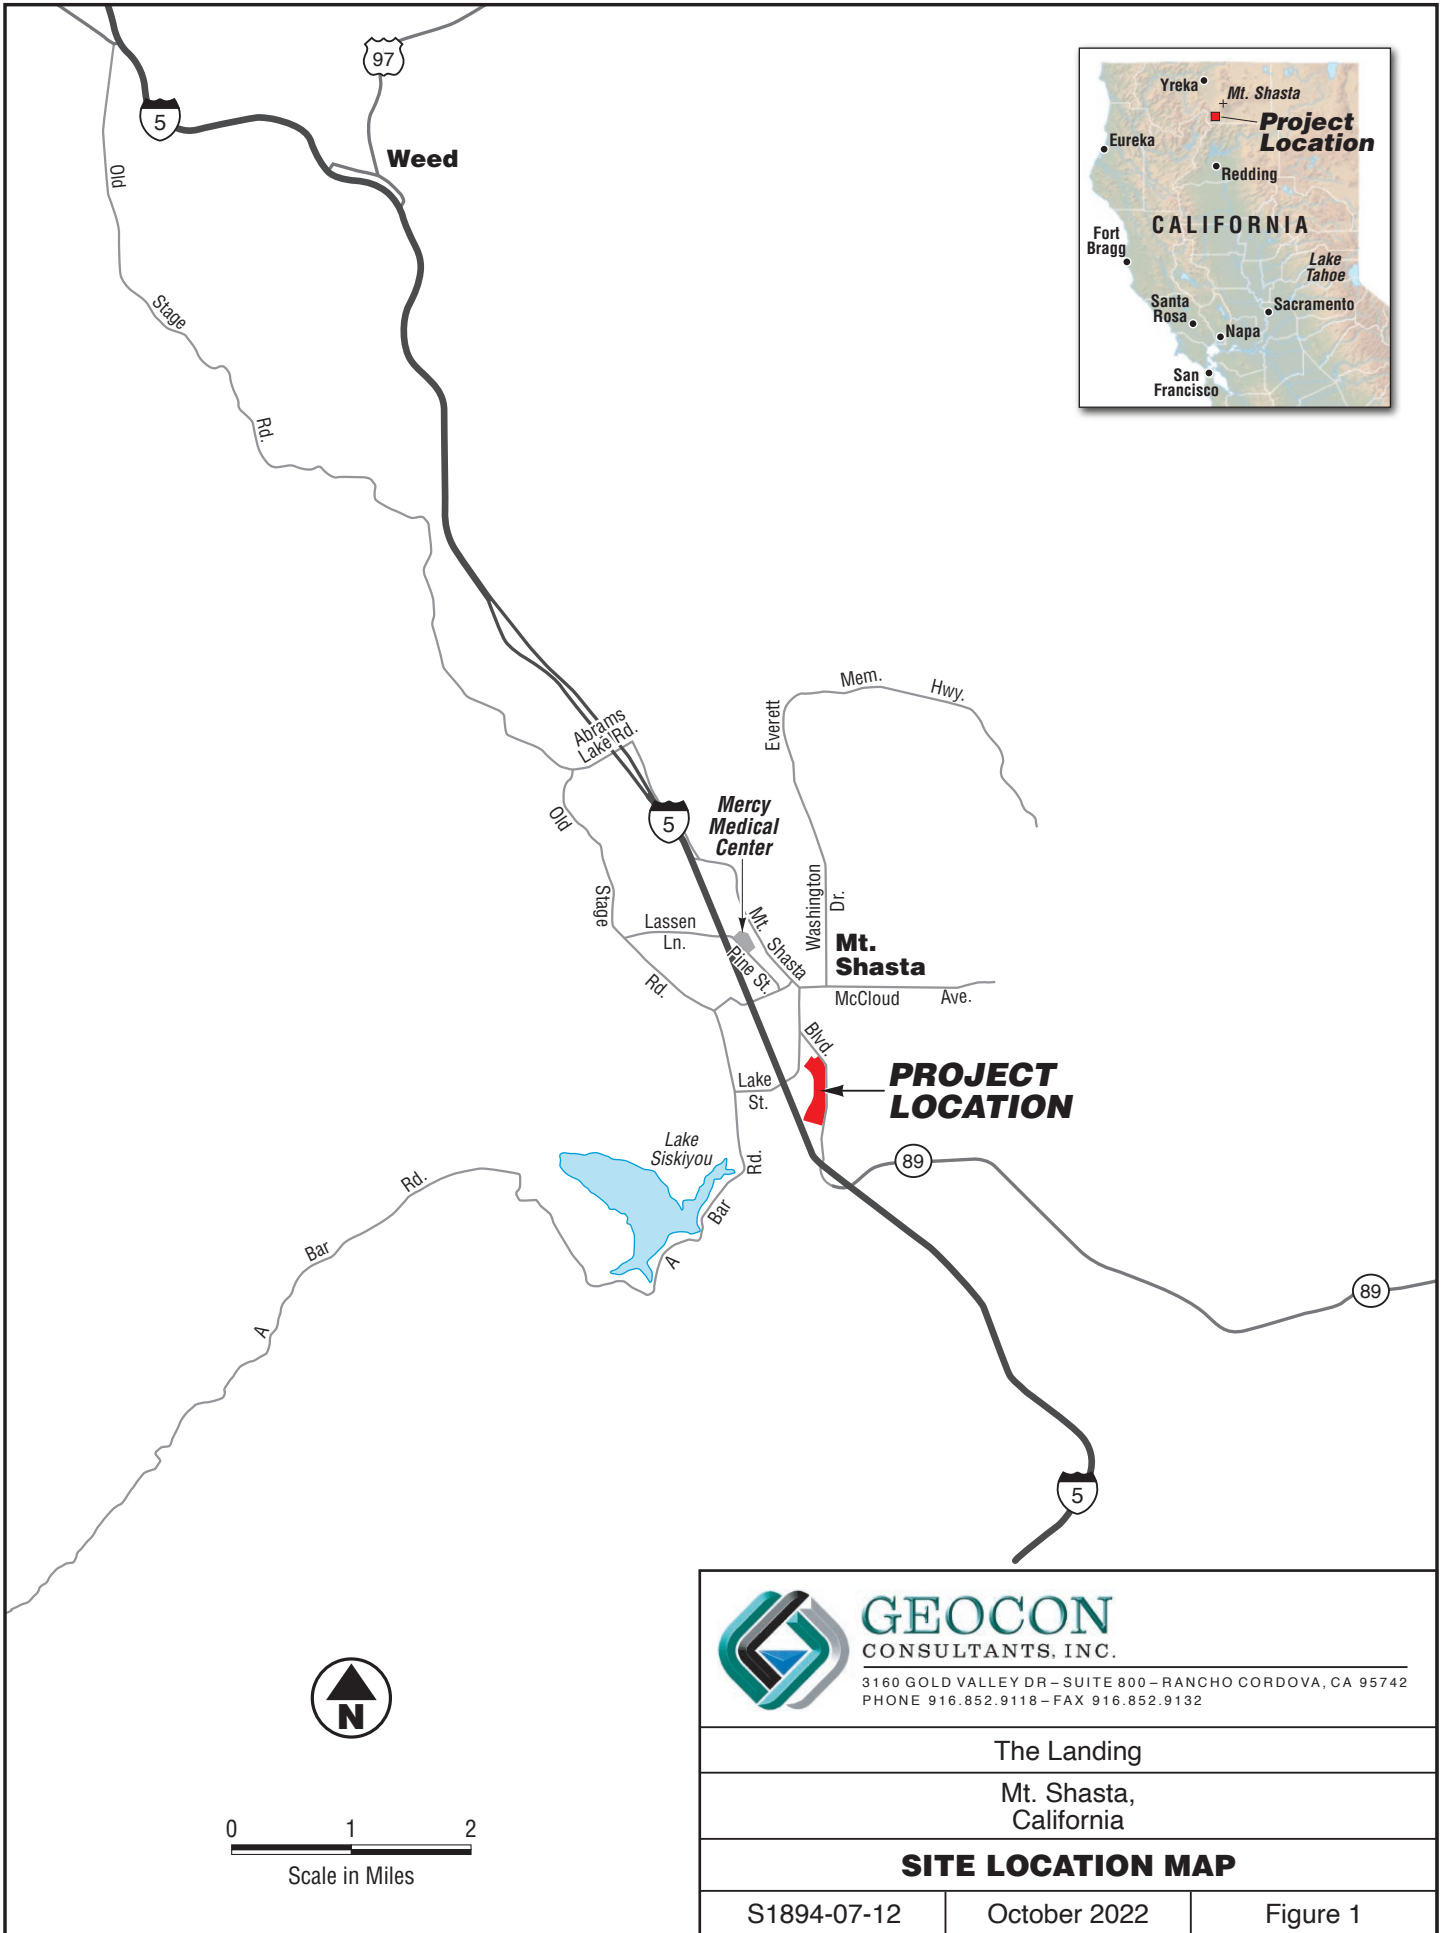 97
5
Weed
Old
Stage
Rd.
Yreka
Mt. Shasta
Project
Location
Eureka
Redding
CALIFORNIA
Fort
Bragg
Lake
Tahoe
Santa
Rosa
Sacramento
Napa
San
Francisco
Mem.
Hwy.
Everett
Abrams
Lake Rd.
Old
5
Mercy
Medical
Center
Washington
Dr.
Stage
Lassen
Ln.
Mt.
Shasta
Mt.
Shasta
Pine St.
Rd.
McCloud
Ave.
Blvd.
PROJECT
LOCATION
Lake
St.
Lake
Siskiyou
Rd.
Bar
A
89
Rd.
Bar
A
89
5
GEOCON
CONSULTANTS, INC.
3160 GOLD VALLEY DR – SUITE 800 – RANCHO CORDOVA, CA 95742
PHONE 916.852.9118 – FAX 916.852.9132
N
The Landing
Mt. Shasta,
California
0 1 2
Scale in Miles
SITE LOCATION MAP
S1894-07-12 October 2022 Figure 1